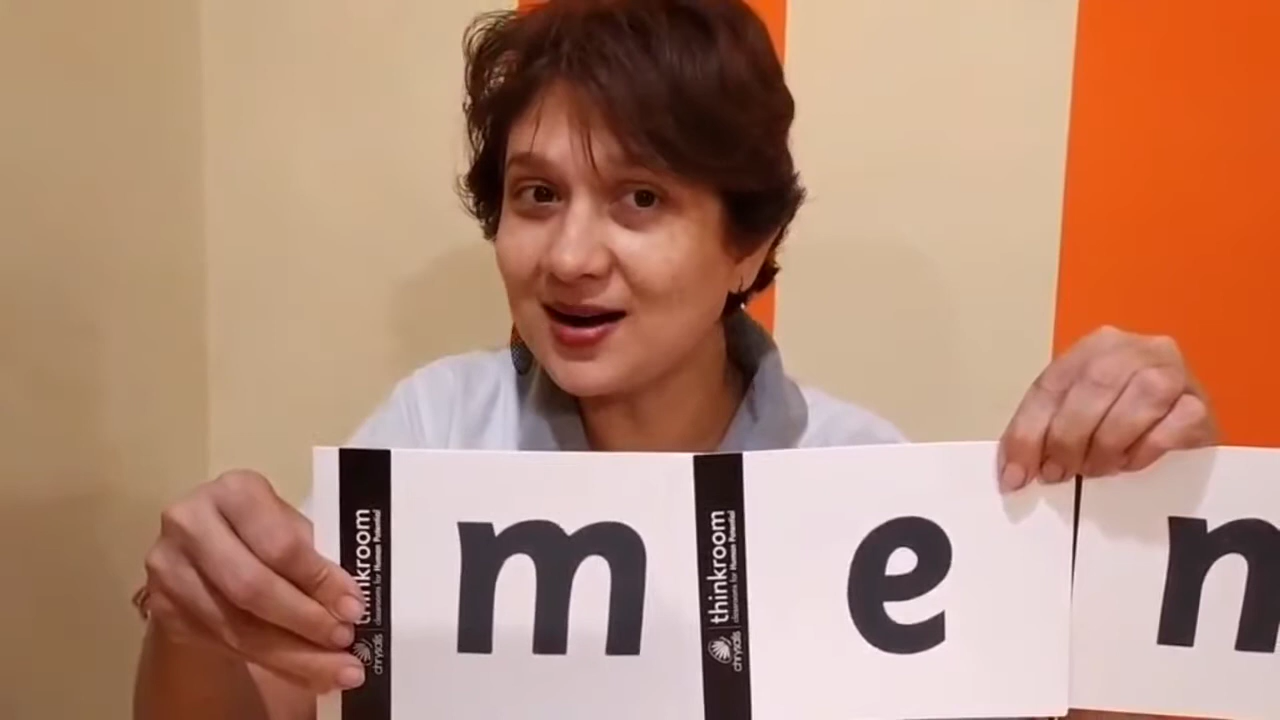 m e n
thinkroom
classrooms for Human Potential
chrysalis
thinkroom
classrooms for Human Potential
chrysalis